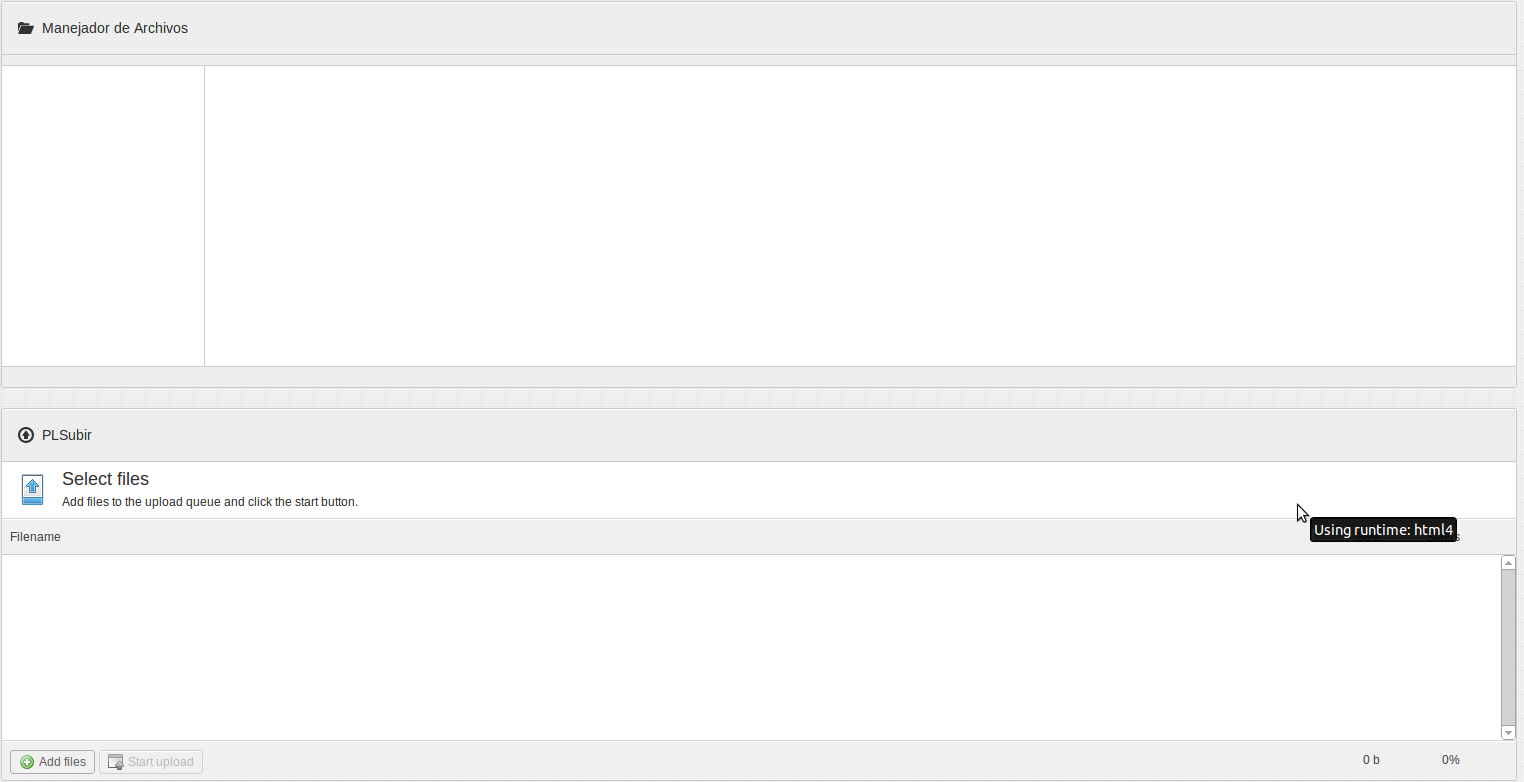 Manejador de Archivos
PLSubir
Select files
Add files to the upload queue and click the start button.
Filename
Using runtime: html4
Add files
Start upload
0 b
0%